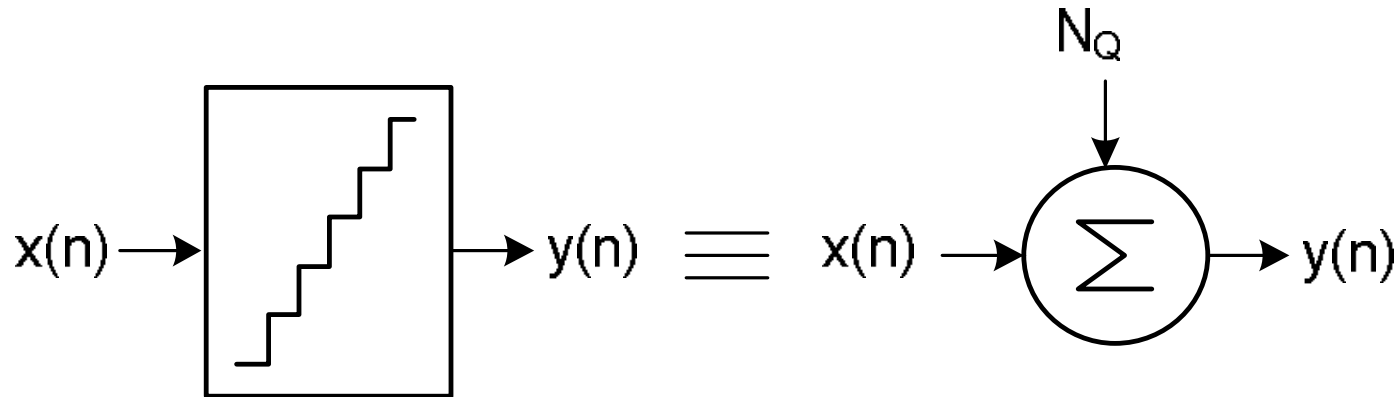 N_Q
x(n) y(n) ≡ x(n) Σ y(n)